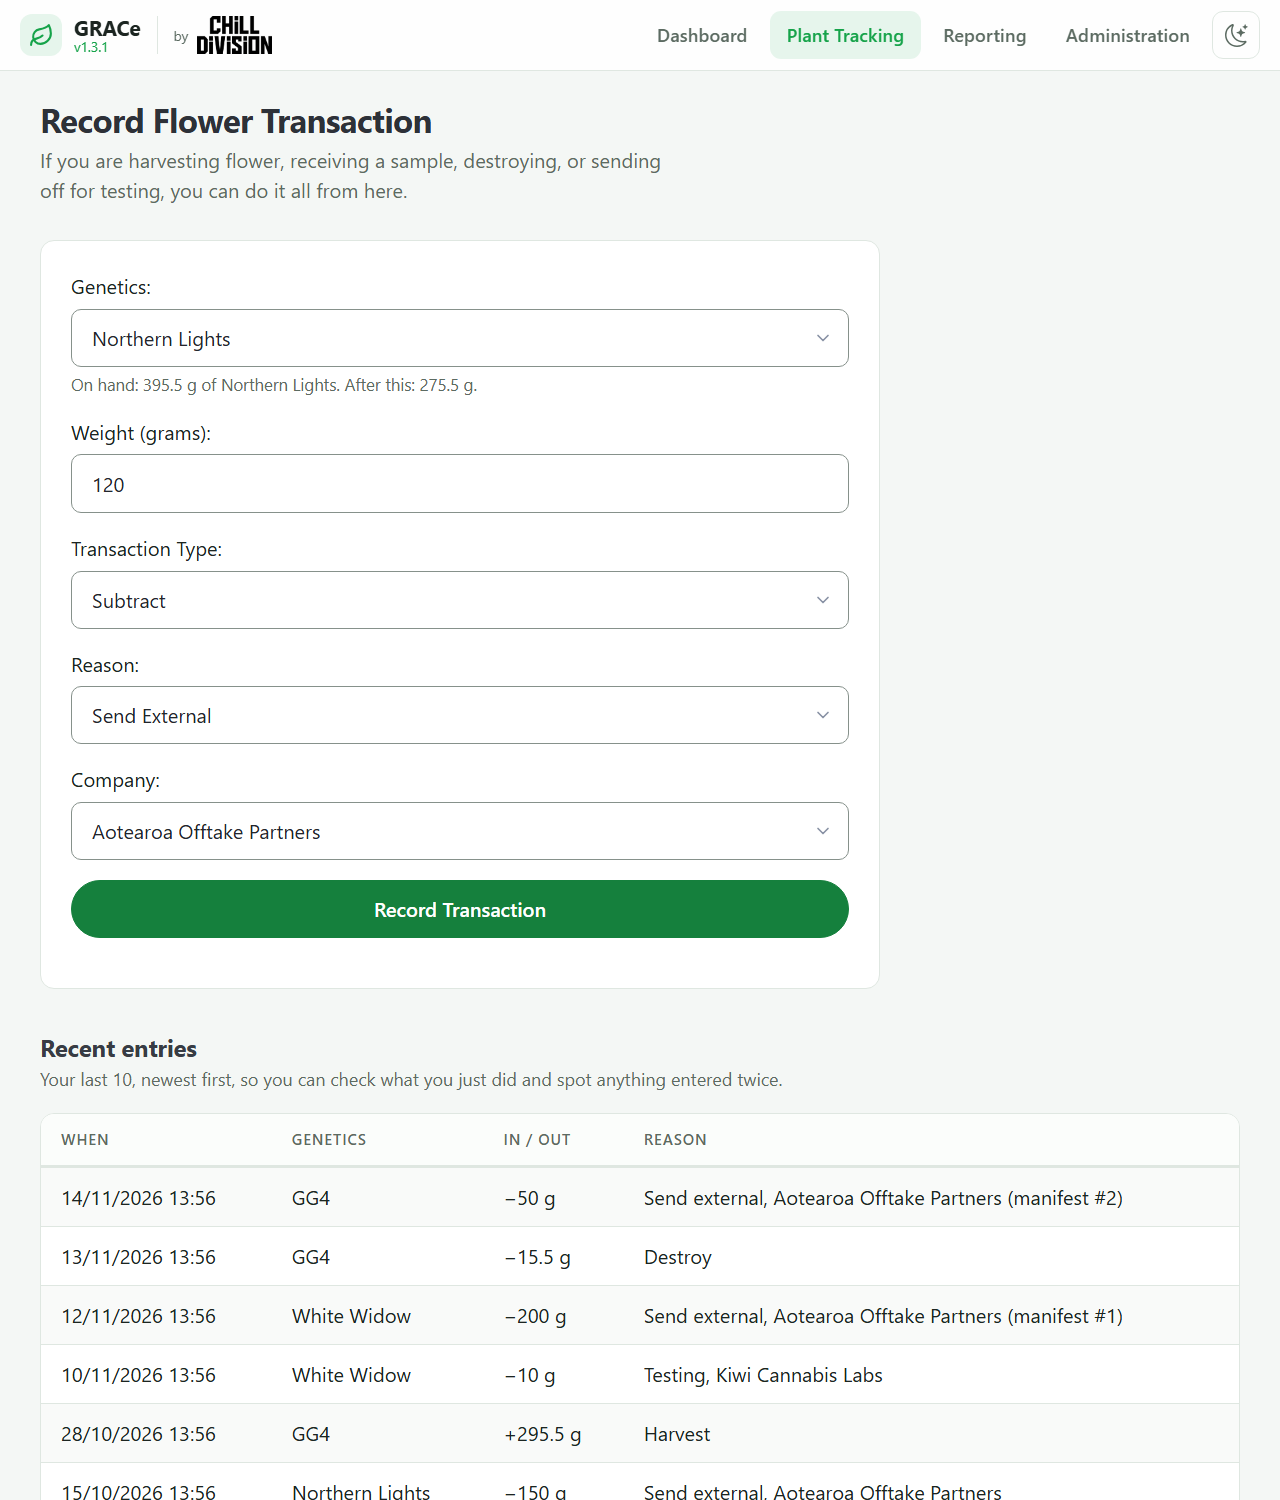 GRACe
v1.3.1
by
CHILL DIVISION
Dashboard
Plant Tracking
Reporting
Administration
Record Flower Transaction
If you are harvesting flower, receiving a sample, destroying, or sending
off for testing, you can do it all from here.
Genetics:
Northern Lights
On hand: 395.5 g of Northern Lights. After this: 275.5 g.
Weight (grams):
120
Transaction Type:
Subtract
Reason:
Send External
Company:
Aotearoa Offtake Partners
Record Transaction
Recent entries
Your last 10, newest first, so you can check what you just did and spot anything entered twice.
WHEN GENETICS IN / OUT REASON
14/11/2026 13:56 GG4 −50 g Send external, Aotearoa Offtake Partners (manifest #2)
13/11/2026 13:56 GG4 −15.5 g Destroy
12/11/2026 13:56 White Widow −200 g Send external, Aotearoa Offtake Partners (manifest #1)
10/11/2026 13:56 White Widow −10 g Testing, Kiwi Cannabis Labs
28/10/2026 13:56 GG4 +295.5 g Harvest
15/10/2026 13:56 Northern Lights −150 g Send external, Aotearoa Offtake Partners